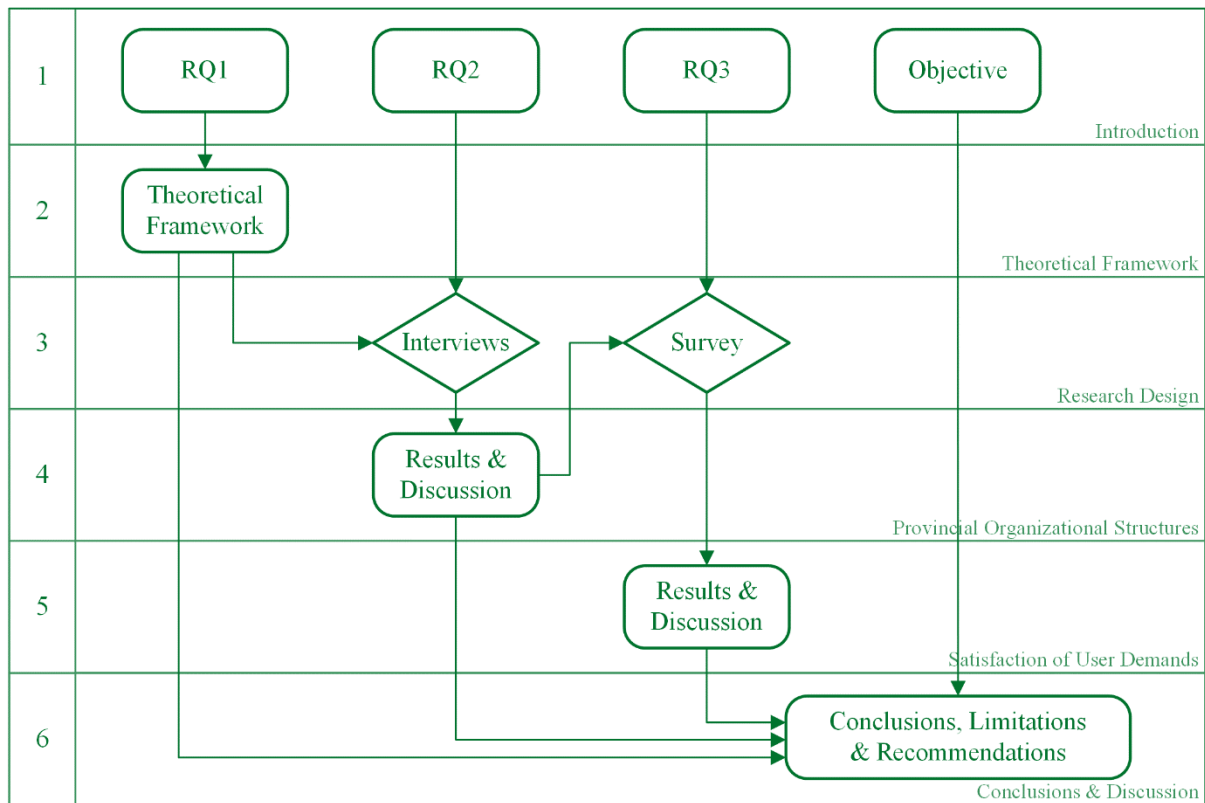 1
RQ1
RQ2
RQ3
Objective
Introduction
2
Theoretical
Framework
Theoretical Framework
3
Interviews
Survey
Research Design
4
Results &
Discussion
Provincial Organizational Structures
5
Results &
Discussion
Satisfaction of User Demands
6
Conclusions, Limitations
& Recommendations
Conclusions & Discussion